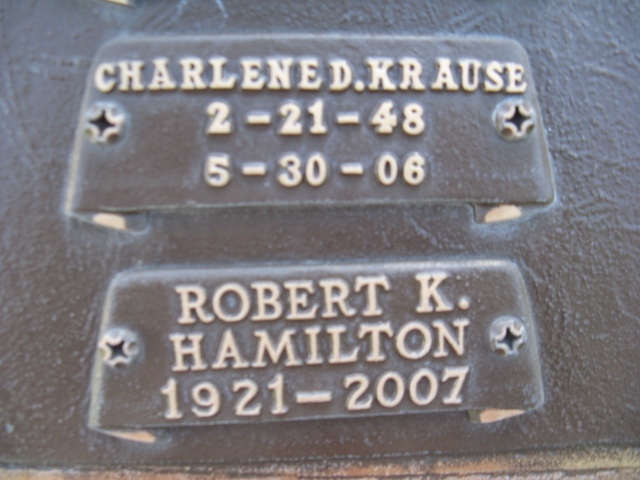 CHARLENE D. KRAUSE
2-21-48
5-30-06
ROBERT K.
HAMILTON
1921-2007